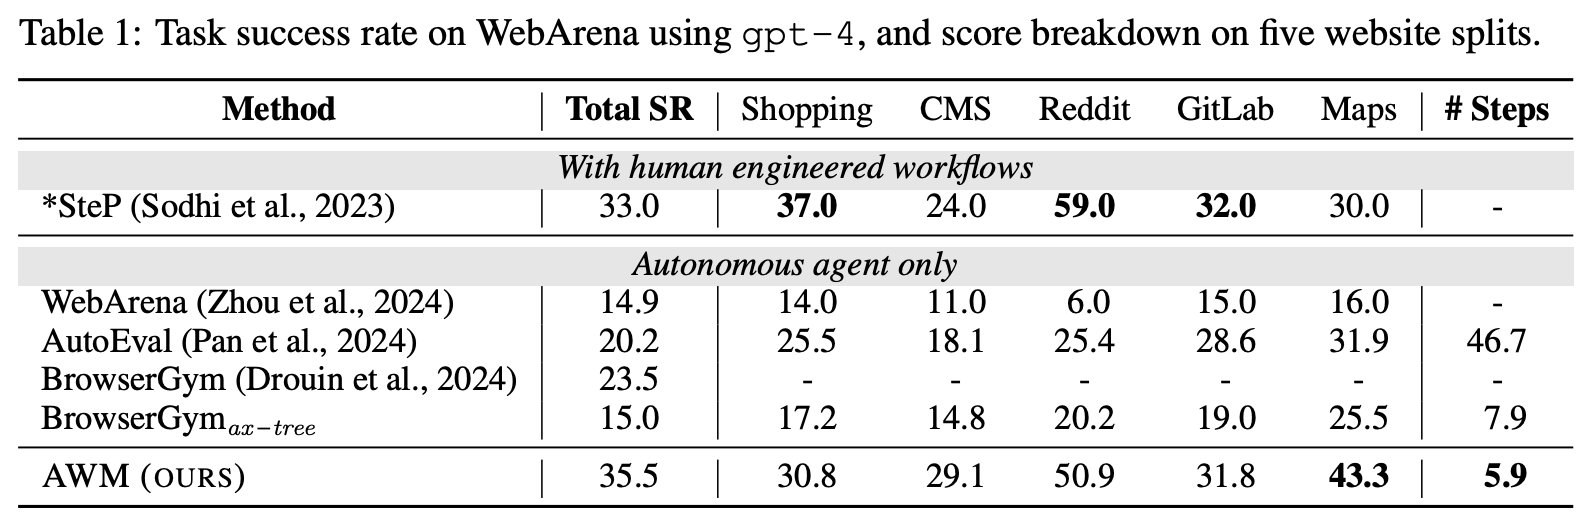 Table 1: Task success rate on WebArena using gpt-4, and score breakdown on five website splits.
Method Total SR Shopping CMS Reddit GitLab Maps # Steps
With human engineered workflows
*SteP (Sodhi et al., 2023) 33.0 37.0 24.0 59.0 32.0 30.0 -
Autonomous agent only
WebArena (Zhou et al., 2024) 14.9 14.0 11.0 6.0 15.0 16.0 -
AutoEval (Pan et al., 2024) 20.2 25.5 18.1 25.4 28.6 31.9 46.7
BrowserGym (Drouin et al., 2024) 23.5 - - - - - -
BrowserGym ax-tree 15.0 17.2 14.8 20.2 19.0 25.5 7.9
AWM (OURS) 35.5 30.8 29.1 50.9 31.8 43.3 5.9